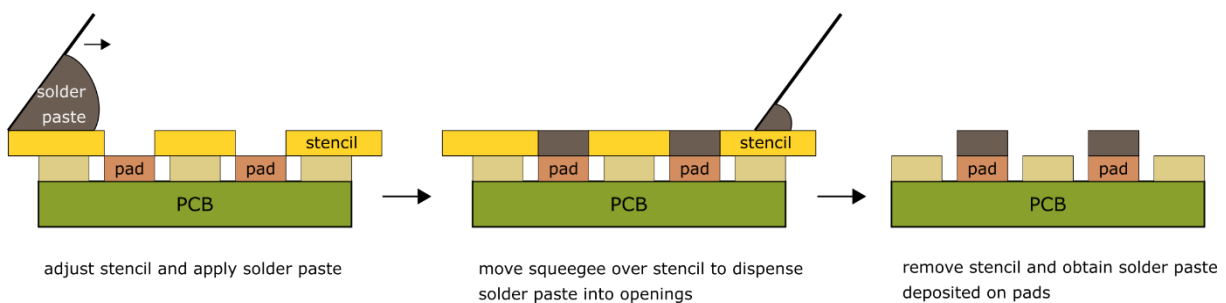 solder
paste
stencil
pad
pad
PCB
adjust stencil and apply solder paste
stencil
pad
pad
PCB
move squeegee over stencil to dispense
solder paste into openings
pad
pad
PCB
remove stencil and obtain solder paste
deposited on pads